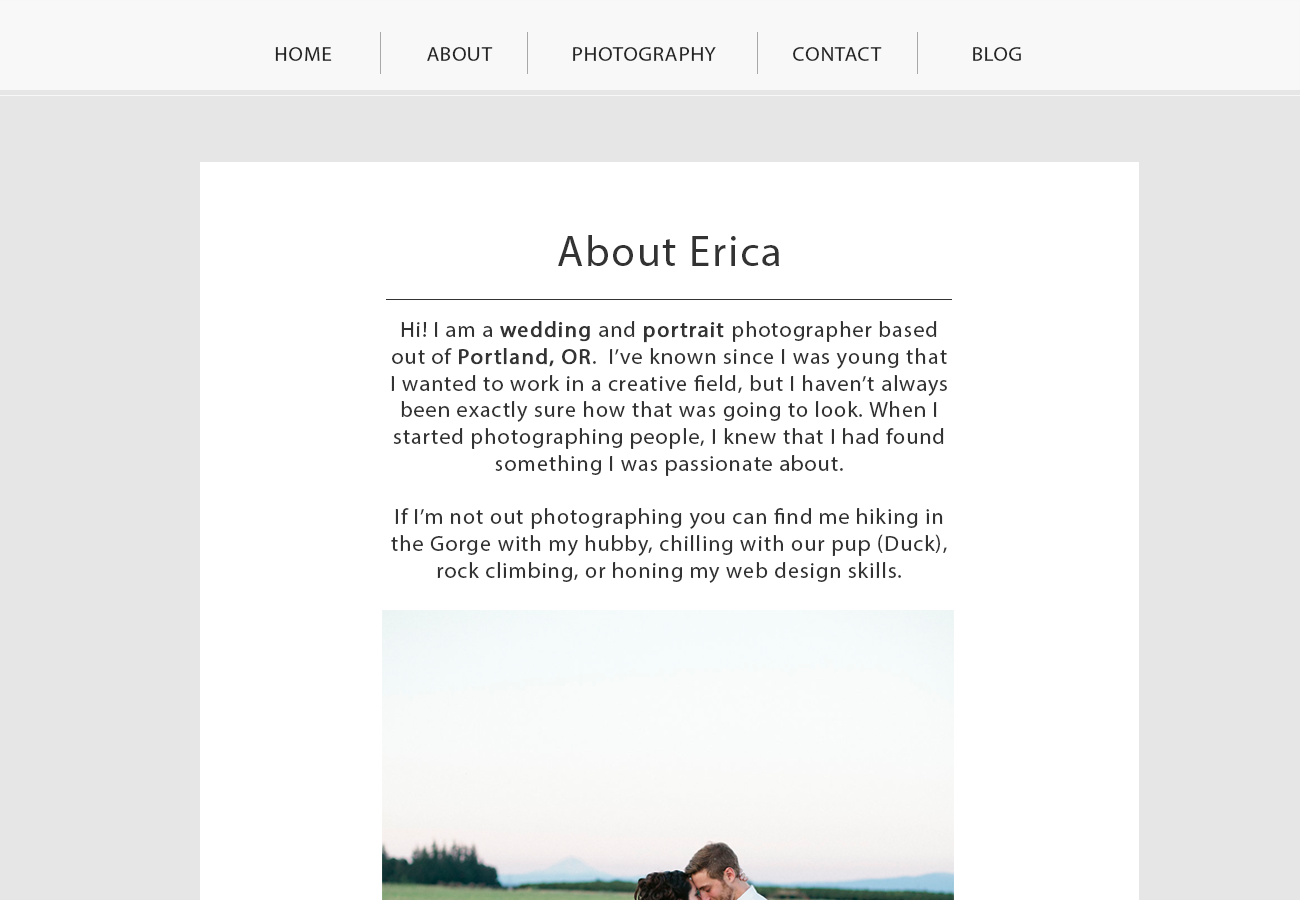 HOME ABOUT PHOTOGRAPHY CONTACT BLOG
About Erica
Hi! I am a wedding and portrait photographer based
out of Portland, OR.  I’ve known since I was young that
I wanted to work in a creative field, but I haven’t always
been exactly sure how that was going to look. When I
started photographing people, I knew that I had found
something I was passionate about.
If I’m not out photographing you can find me hiking in
the Gorge with my hubby, chilling with our pup (Duck),
rock climbing, or honing my web design skills.